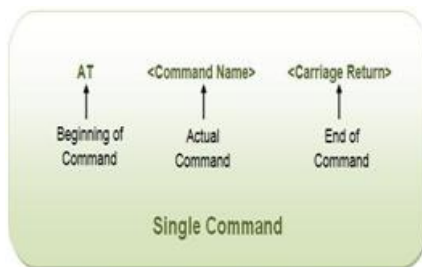 AT <Command Name> <Carriage Return>
Beginning of Command
Actual Command
End of Command
Single Command